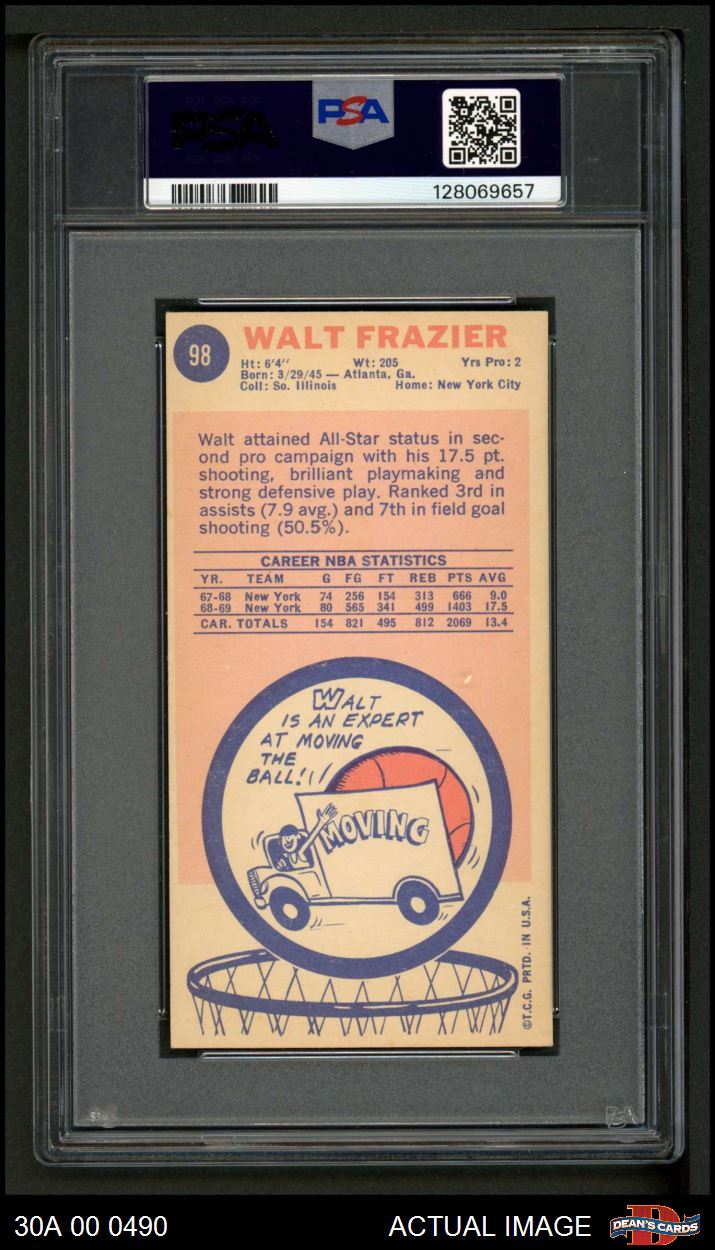 PSA
PSA
128069657
98
WALT FRAZIER
Ht: 6'4" Wt: 205 Yrs Pro: 2
Born: 3/29/45 — Atlanta, Ga.
Coll: So. Illinois Home: New York City
Walt attained All-Star status in sec-
ond pro campaign with his 17.5 pt.
shooting, brilliant playmaking and
strong defensive play. Ranked 3rd in
assists (7.9 avg.) and 7th in field goal
shooting (50.5%).
CAREER NBA STATISTICS
YR. TEAM G FG FT REB PTS AVG
67-68 New York 74 256 154 313 666 9.0
68-69 New York 80 565 341 499 1403 17.5
CAR. TOTALS 154 821 495 812 2069 13.4
WALT
IS AN EXPERT
AT MOVING
THE
BALL!
MOVING
©T.C.G. PRTD. IN U.S.A.
30A 00 0490 ACTUAL IMAGE
DEAN'S CARDS